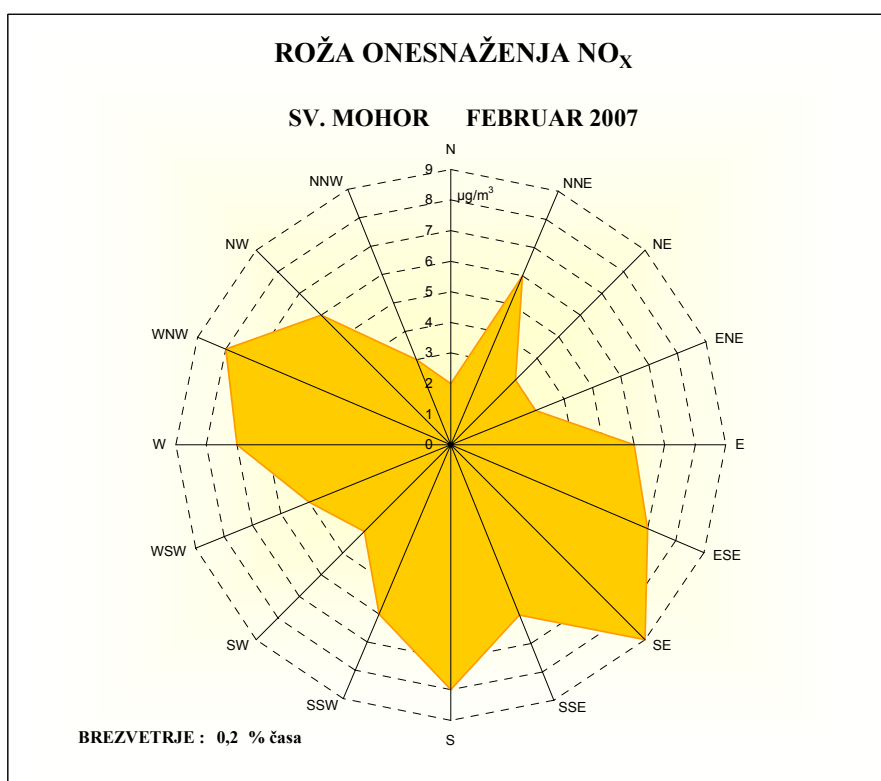 ROŽA ONESNAŽENJA NOX
SV. MOHOR FEBRUAR 2007
N
NNW
9
NNE
8
µg/m³
7
NW
NE
6
5
WNW
4
ENE
3
2
1
W
0
E
WSW
ESE
SW
SE
SSW
SSE
S
BREZVETRJE : 0,2 % časa